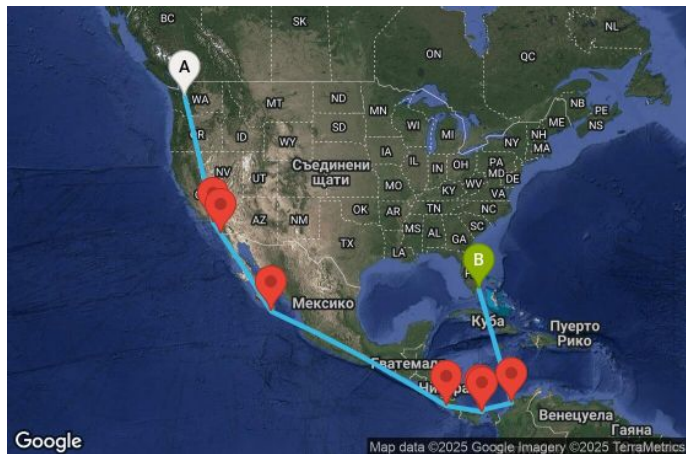 BC
SK
NL
A
ON
QC
WA
MT
ND
MN
NB
PE
OR
ID
SD
WI
MI
ME
NS
WY
NH
NY
MA
NV
IA
Съединени
щати
IL
IN
OH
PA
MD
DE
UT
MO
KY
WV
VA
AZ
NM
OK
AR
TN
NC
TX
LA
MS
AL
GA
SC
B
Мексико
Куба
Пуерто
Рико
Гватемал
Венецуела
Гаяна
Google
Map data ©2025 Google Imagery ©2025 TerraMetrics